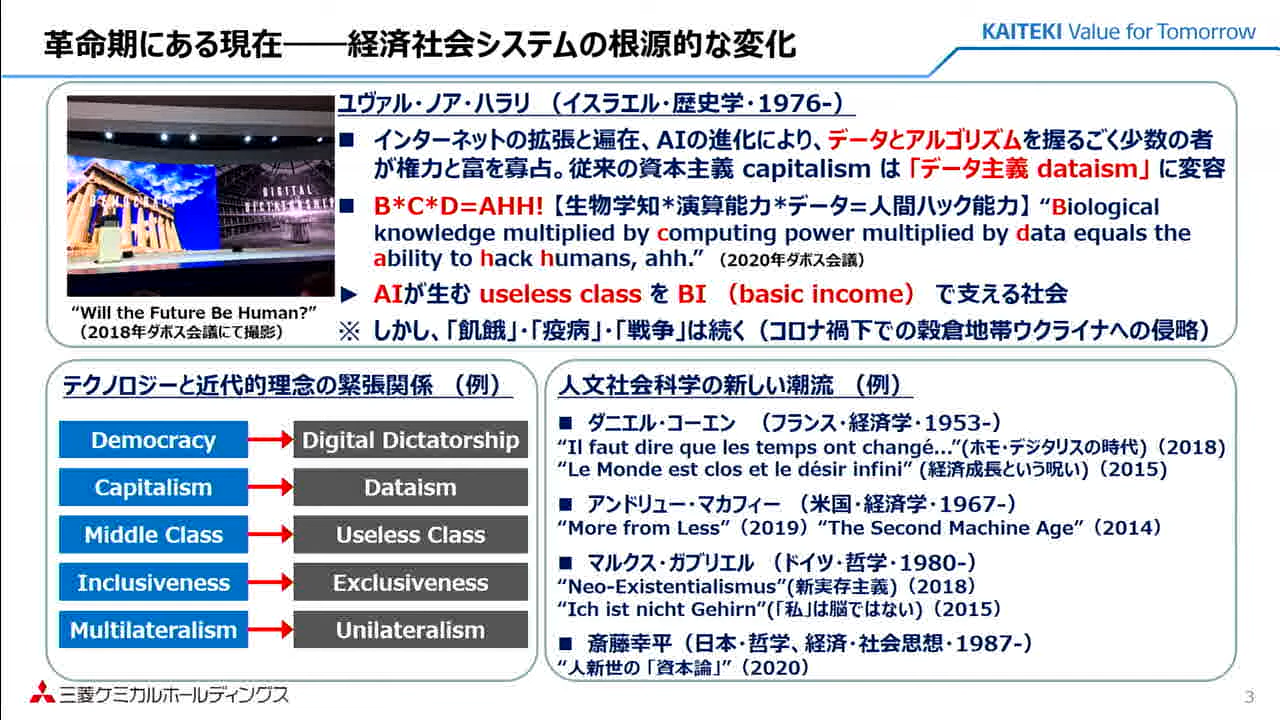 革命期にある現在――経済社会システムの根源的な変化
KAITEKI Value for Tomorrow
DEMOCRACY
DIGITAL
DICTATORSHIP
“Will the Future Be Human?”
（2018年ダボス会議にて撮影）
ユヴァル・ノア・ハラリ （イスラエル・歴史学・1976-）
■ インターネットの拡張と遍在、AIの進化により、データとアルゴリズムを握るごく少数の者
が権力と富を寡占。従来の資本主義 capitalism は「データ主義 dataism」に変容
■ B*C*D=AHH!【生物学知*演算能力*データ=人間ハック能力】 “Biological
knowledge multiplied by computing power multiplied by data equals the
ability to hack humans, ahh.” （2020年ダボス会議）
► AIが生む useless class を BI （basic income） で支える社会
※ しかし、「飢餓」・「疫病」・「戦争」は続く（コロナ禍下での穀倉地帯ウクライナへの侵略）
テクノロジーと近代的理念の緊張関係 （例）
Democracy → Digital Dictatorship
Capitalism → Dataism
Middle Class → Useless Class
Inclusiveness → Exclusiveness
Multilateralism → Unilateralism
人文社会科学の新しい潮流 （例）
■ ダニエル・コーエン （フランス・経済学・1953-）
“Il faut dire que les temps ont changé...”(ホモ・デジタリスの時代)（2018）
“Le Monde est clos et le désir infini” (経済成長という呪い)（2015）
■ アンドリュー・マカフィー （米国・経済学・1967-）
“More from Less”（2019）“The Second Machine Age”（2014）
■ マルクス・ガブリエル （ドイツ・哲学・1980-）
“Neo-Existentialismus”(新実存主義)（2018）
“Ich ist nicht Gehirn”(「私」は脳ではない)（2015）
■ 斎藤幸平（日本・哲学、経済・社会思想・1987-）
“人新世の「資本論」”（2020）
三菱ケミカルホールディングス
3